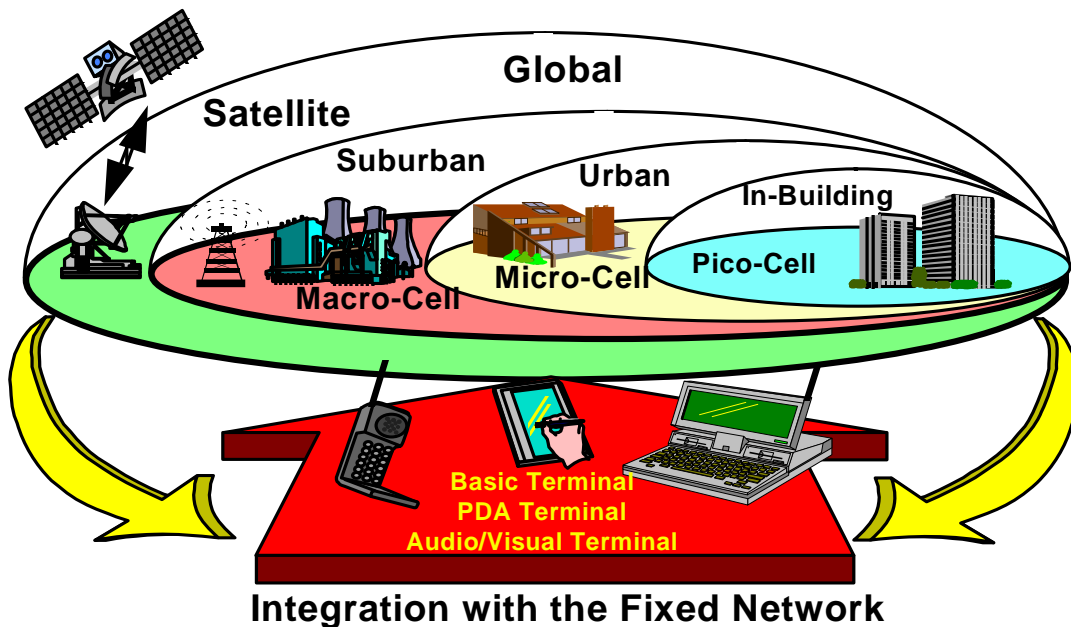 Global
Satellite
Suburban
Urban
In-Building
Pico-Cell
Micro-Cell
Macro-Cell
Basic Terminal
PDA Terminal
Audio/Visual Terminal
Integration with the Fixed Network